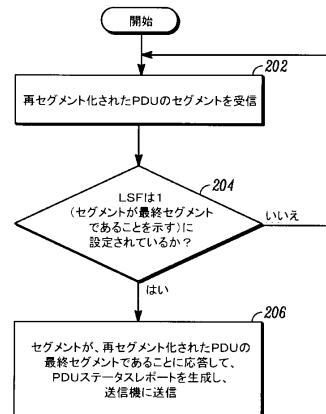 開始
202
再セグメント化されたPDUのセグメントを受信
204
LSFは1
(セグメントが最終セグメント
であることを示す)に
設定されているか?
いいえ
はい
206
セグメントが、再セグメント化されたPDUの
最終セグメントであることに応答して、
PDUステータスレポートを生成し、
送信機に送信